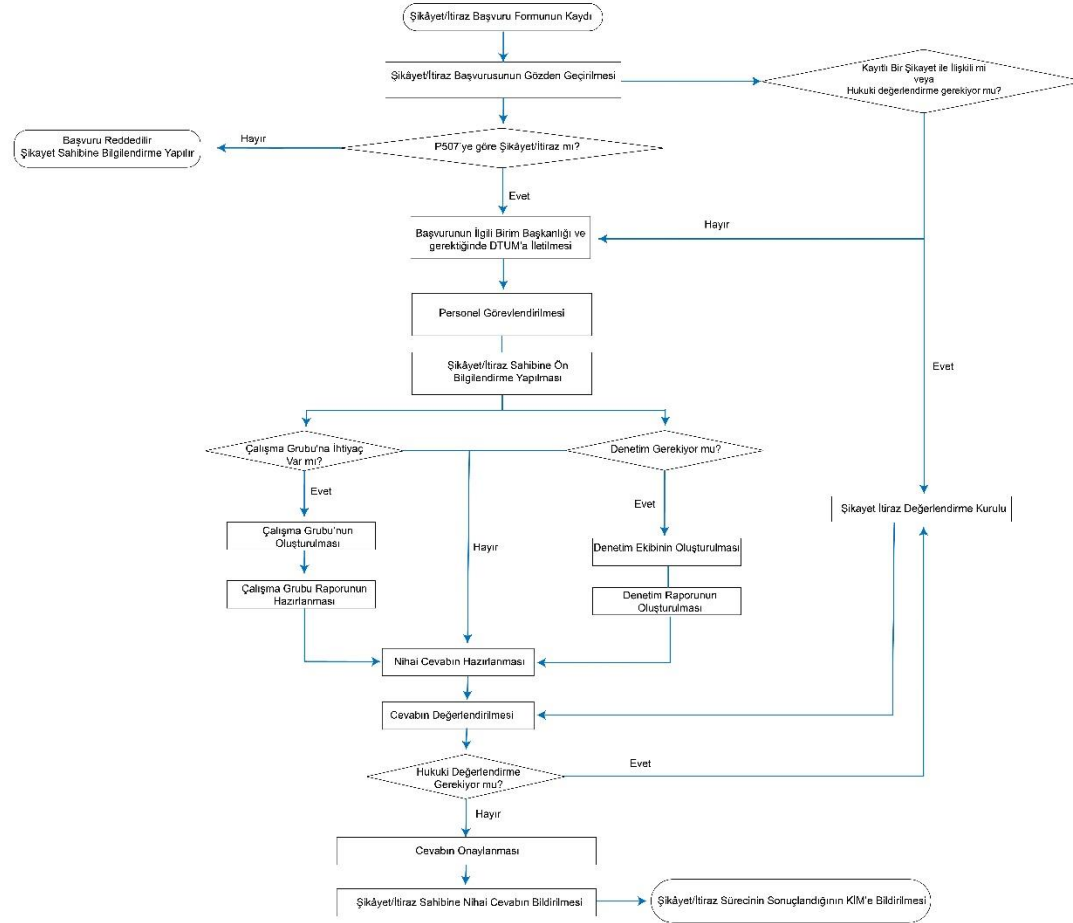 Şikâyet/İtiraz Başvuru Formunun Kaydı
Şikâyet/İtiraz Başvurusunun Gözden Geçirilmesi
Kayıtlı Bir Şikayet ile İlişkili mi
veya
Hukuki değerlendirme gerekiyor mu?
Başvuru Reddedilir
Şikayet Sahibine Bilgilendirme Yapılır
Hayır
P507'ye göre Şikâyet/İtiraz mı?
Evet
Başvurunun İlgili Birim Başkanlığı ve
gerektiğinde DTUM'a İletilmesi
Hayır
Personel Görevlendirilmesi
Şikâyet/İtiraz Sahibine Ön
Bilgilendirme Yapılması
Evet
Çalışma Grubu'na İhtiyaç
Var mı?
Denetim Gerekiyor mu?
Evet
Evet
Şikayet İtiraz Değerlendirme Kurulu
Çalışma Grubu'nun
Oluşturulması
Hayır
Denetim Ekibinin Oluşturulması
Çalışma Grubu Raporunun
Hazırlanması
Denetim Raporunun
Oluşturulması
Nihai Cevabın Hazırlanması
Cevabın Değerlendirilmesi
Hukuki Değerlendirme
Gerekiyor mu?
Evet
Hayır
Cevabın Onaylanması
Şikâyet/İtiraz Sahibine Nihai Cevabın Bildirilmesi
Şikâyet/İtiraz Sürecinin Sonuçlandığının KİM'e Bildirilmesi